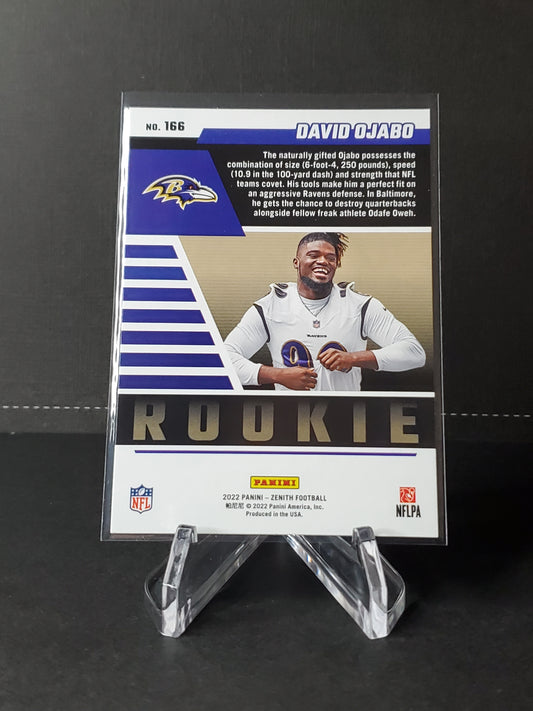 NO. 166
DAVID OJABO
The naturally gifted Ojabo possesses the
combination of size (6-foot-4, 250 pounds), speed
(10.9 in the 100-yard dash) and strength that NFL
teams covet. His tools make him a perfect fit on
an aggressive Ravens defense. In Baltimore,
he gets the chance to destroy quarterbacks
alongside fellow freak athlete Odafe Oweh.
B
RAVENS
90
ROOKIE
PANINI
2022 PANINI – ZENITH FOOTBALL
帕尼尼 © 2022 Panini America, Inc.
Produced in the USA.
NFL
NFLPA